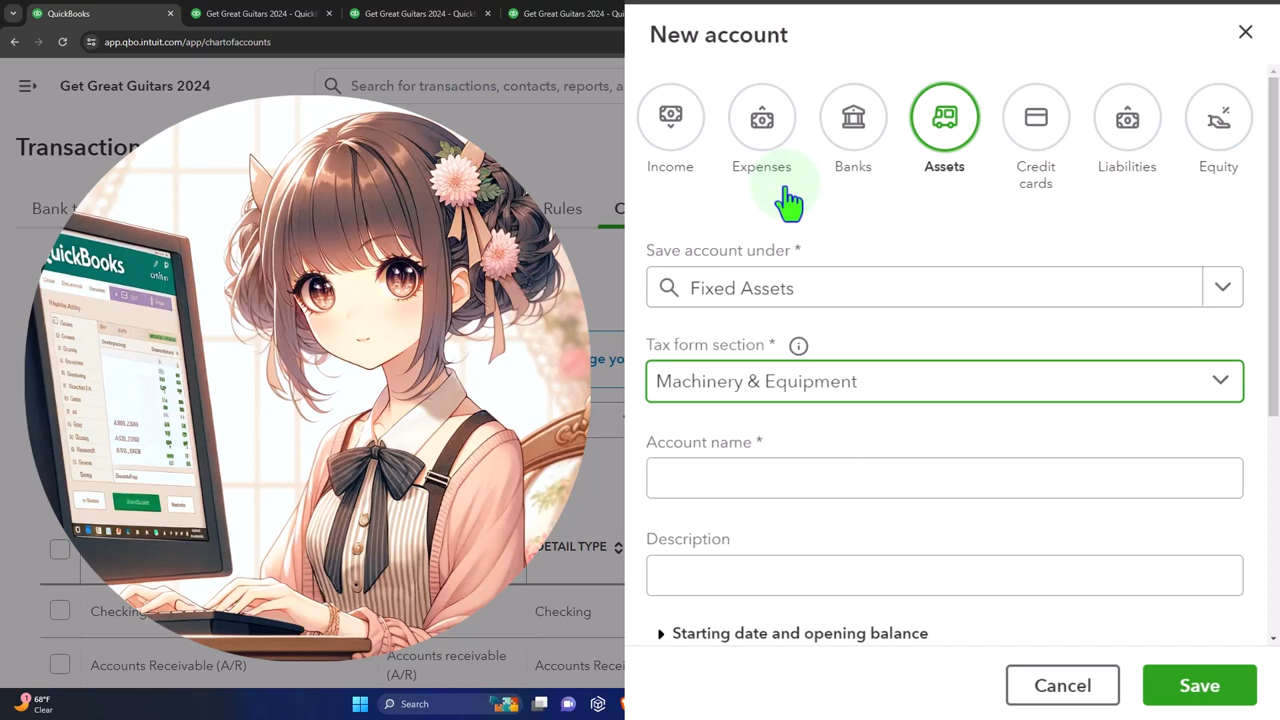 QuickBooks
Get Great Guitars 2024 - QuickBo
Get Great Guitars 2024 - QuickBo
Get Great Guitars 2024 - QuickBo
app.qbo.intuit.com/app/chartofaccounts
Get Great Guitars 2024
Search for transactions, contacts, reports,
Transaction
Bank
Rules
DETAIL TYPE
Checking
Checking
Accounts Receivable (A/R)
Accounts receivable
(A/R)
Accounts Recei
QuickBooks
68°F
Clear
Search
New account
Income
Expenses
Banks
Assets
Credit
cards
Liabilities
Equity
Save account under *
Fixed Assets
Tax form section *
Machinery & Equipment
Account name *
Description
Starting date and opening balance
Cancel
Save